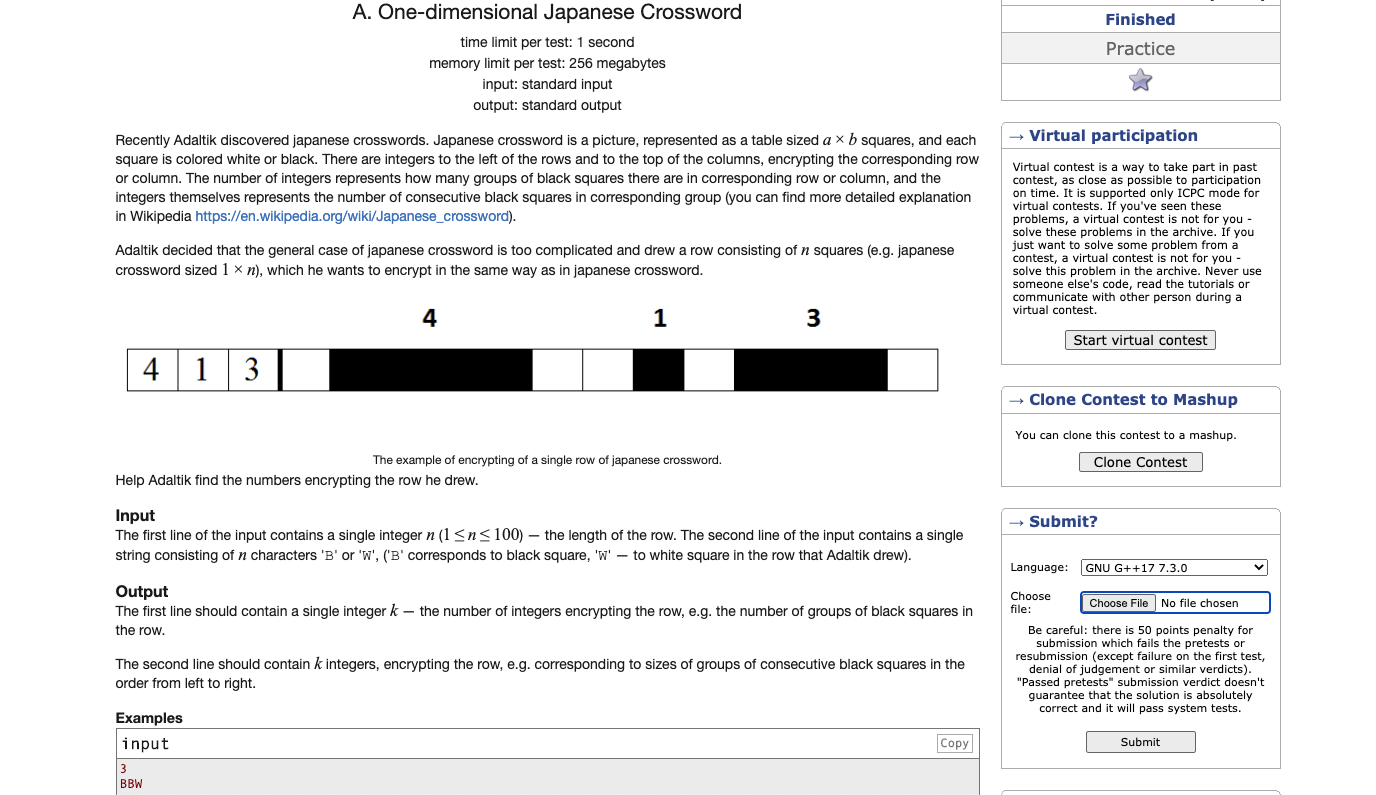 A. One-dimensional Japanese Crossword
time limit per test: 1 second
memory limit per test: 256 megabytes
input: standard input
output: standard output
Recently Adaltik discovered japanese crosswords. Japanese crossword is a picture, represented as a table sized a × b squares, and each
square is colored white or black. There are integers to the left of the rows and to the top of the columns, encrypting the corresponding row
or column. The number of integers represents how many groups of black squares there are in corresponding row or column, and the
integers themselves represents the number of consecutive black squares in corresponding group (you can find more detailed explanation
in Wikipedia https://en.wikipedia.org/wiki/Japanese_crossword).
Adaltik decided that the general case of japanese crossword is too complicated and drew a row consisting of n squares (e.g. japanese
crossword sized 1 × n), which he wants to encrypt in the same way as in japanese crossword.
4 1 3
4 1 3
The example of encrypting of a single row of japanese crossword.
Help Adaltik find the numbers encrypting the row he drew.
Input
The first line of the input contains a single integer n (1 ≤ n ≤ 100) — the length of the row. The second line of the input contains a single
string consisting of n characters 'B' or 'W', ('B' corresponds to black square, 'W' — to white square in the row that Adaltik drew).
Output
The first line should contain a single integer k — the number of integers encrypting the row, e.g. the number of groups of black squares in
the row.
The second line should contain k integers, encrypting the row, e.g. corresponding to sizes of groups of consecutive black squares in the
order from left to right.
Examples
input
Copy
3
BBW
Finished
Practice
→ Virtual participation
Virtual contest is a way to take part in past
contest, as close as possible to participation
on time. It is supported only ICPC mode for
virtual contests. If you've seen these
problems, a virtual contest is not for you -
solve these problems in the archive. If you
just want to solve some problem from a
contest, a virtual contest is not for you -
solve this problem in the archive. Never use
someone else's code, read the tutorials or
communicate with other person during a
virtual contest.
Start virtual contest
→ Clone Contest to Mashup
You can clone this contest to a mashup.
Clone Contest
→ Submit?
Language: GNU G++17 7.3.0
Choose
file: Choose File No file chosen
Be careful: there is 50 points penalty for
submission which fails the pretests or
resubmission (except failure on the first test,
denial of judgement or similar verdicts).
"Passed pretests" submission verdict doesn't
guarantee that the solution is absolutely
correct and it will pass system tests.
Submit